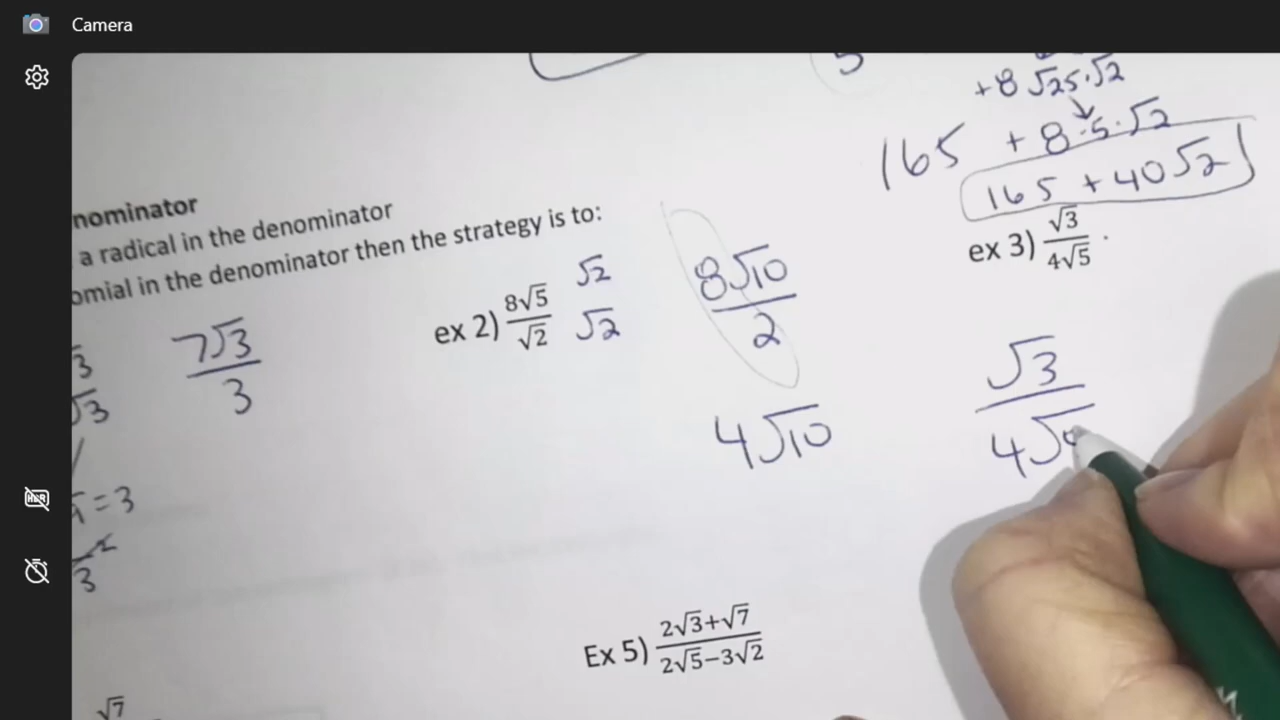 Camera
5
+8√25·√2
165 + 8·5·√2
165 + 40√2
nominator
a radical in the denominator
omial in the denominator then the strategy is to:
3
√3
7√3
3
ex 2) 8√5
√2
√2
√2
8√10
2
4√10
ex 3) √3
4√5
√3
4√
= 3
3
Ex 5) 2√3+√7
2√5−3√2
√7